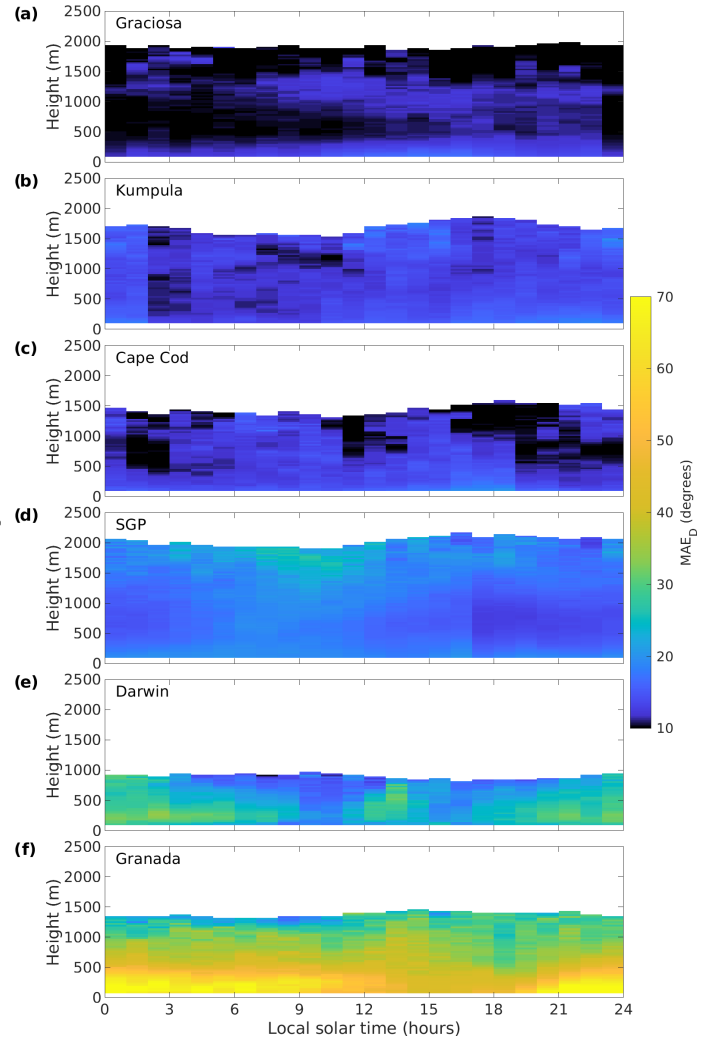 (a)
Graciosa
2500
2000
1500
1000
500
0
Height (m)
(b)
Kumpula
2500
2000
1500
1000
500
0
Height (m)
(c)
Cape Cod
2500
2000
1500
1000
500
0
Height (m)
(d)
SGP
2500
2000
1500
1000
500
0
Height (m)
(e)
Darwin
2500
2000
1500
1000
500
0
Height (m)
(f)
Granada
2500
2000
1500
1000
500
0
Height (m)
0 3 6 9 12 15 18 21 24
Local solar time (hours)
70
60
50
40
30
20
10
MAE_D (degrees)